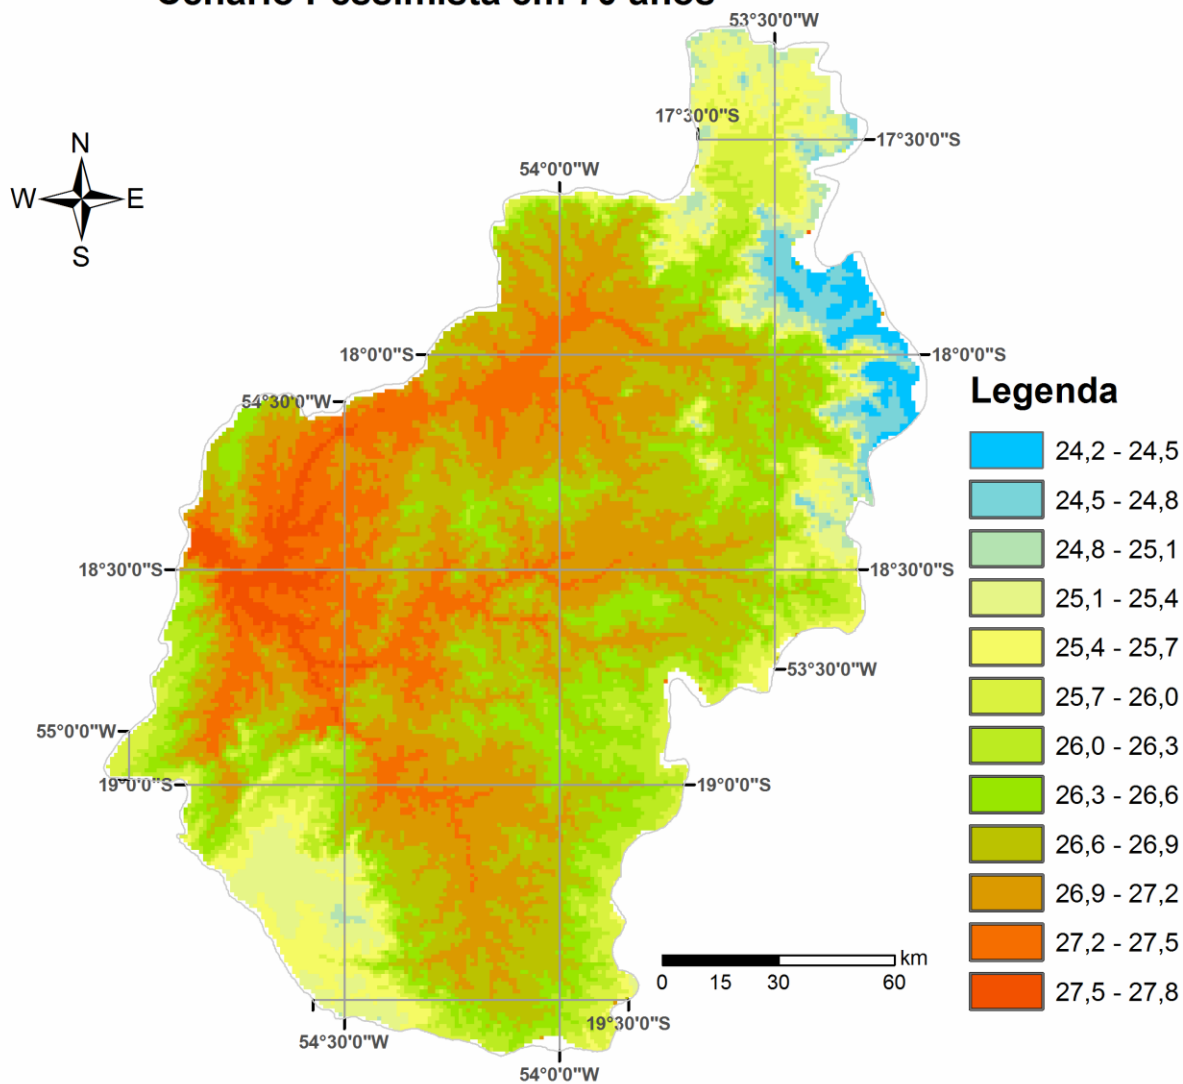 Cenário Pessimista em 70 anos
53°30'0"W
17°30'0"S
17°30'0"S
N
W
E
S
54°0'0"W
18°0'0"S
18°0'0"S
54°30'0"W
Legenda
24,2 - 24,5
24,5 - 24,8
24,8 - 25,1
25,1 - 25,4
25,4 - 25,7
25,7 - 26,0
26,0 - 26,3
26,3 - 26,6
26,6 - 26,9
26,9 - 27,2
27,2 - 27,5
27,5 - 27,8
18°30'0"S
18°30'0"S
53°30'0"W
55°0'0"W
19°0'0"S
19°0'0"S
km
0 15 30 60
19°30'0"S
54°30'0"W
54°0'0"W